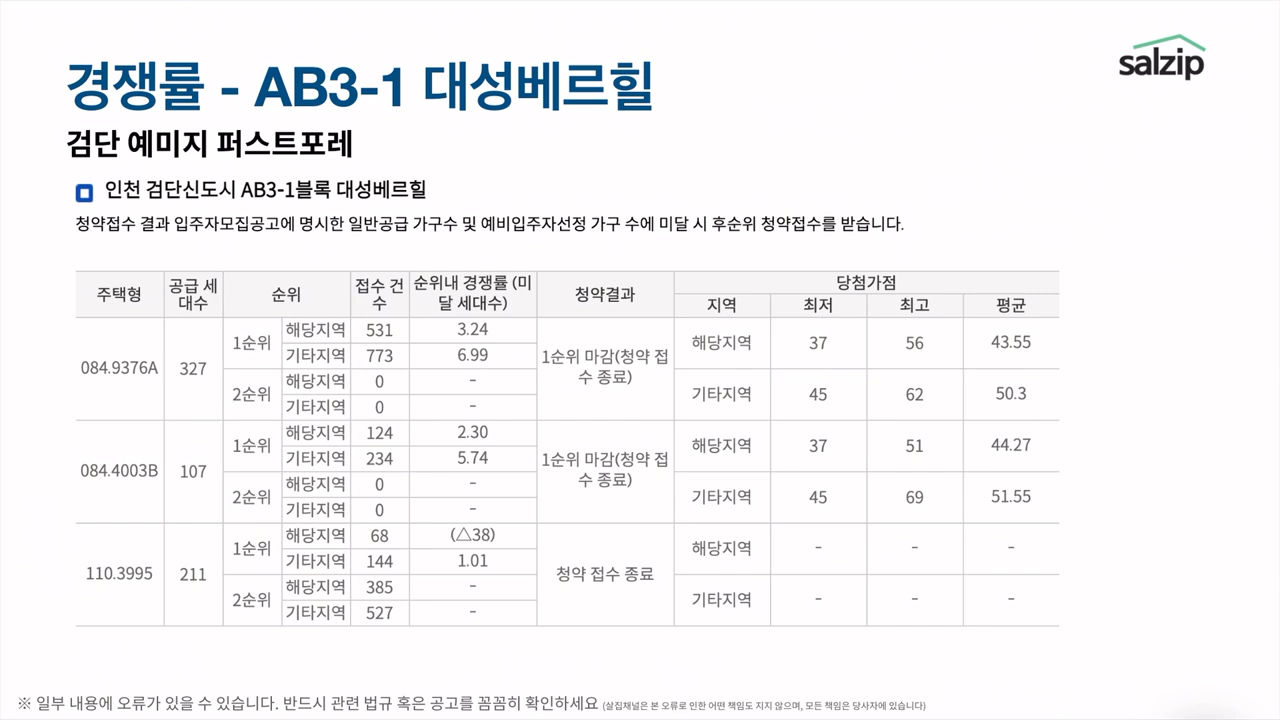 salzip
경쟁률 - AB3-1 대성베르힐
검단 예미지 퍼스트포레
인천 검단신도시 AB3-1블록 대성베르힐
청약접수 결과 입주자모집공고에 명시한 일반공급 가구수 및 예비입주자선정 가구 수에 미달 시 후순위 청약접수를 받습니다.
주택형 공급 세대수 순위 접수 건수 순위내 경쟁률 (미달 세대수) 청약결과 당첨가점
지역 최저 최고 평균
084.9376A 327 1순위 해당지역 531 3.24 1순위 마감(청약 접수 종료) 해당지역 37 56 43.55
기타지역 773 6.99
2순위 해당지역 0 - 기타지역 45 62 50.3
기타지역 0 -
084.4003B 107 1순위 해당지역 124 2.30 1순위 마감(청약 접수 종료) 해당지역 37 51 44.27
기타지역 234 5.74
2순위 해당지역 0 - 기타지역 45 69 51.55
기타지역 0 -
110.3995 211 1순위 해당지역 68 (△38) 청약 접수 종료 해당지역 - - -
기타지역 144 1.01
2순위 해당지역 385 - 기타지역 - - -
기타지역 527 -
※ 일부 내용에 오류가 있을 수 있습니다. 반드시 관련 법규 혹은 공고를 꼼꼼히 확인하세요 (살집채널은 본 오류로 인한 어떤 책임도 지지 않으며, 모든 책임은 당사자에 있습니다)